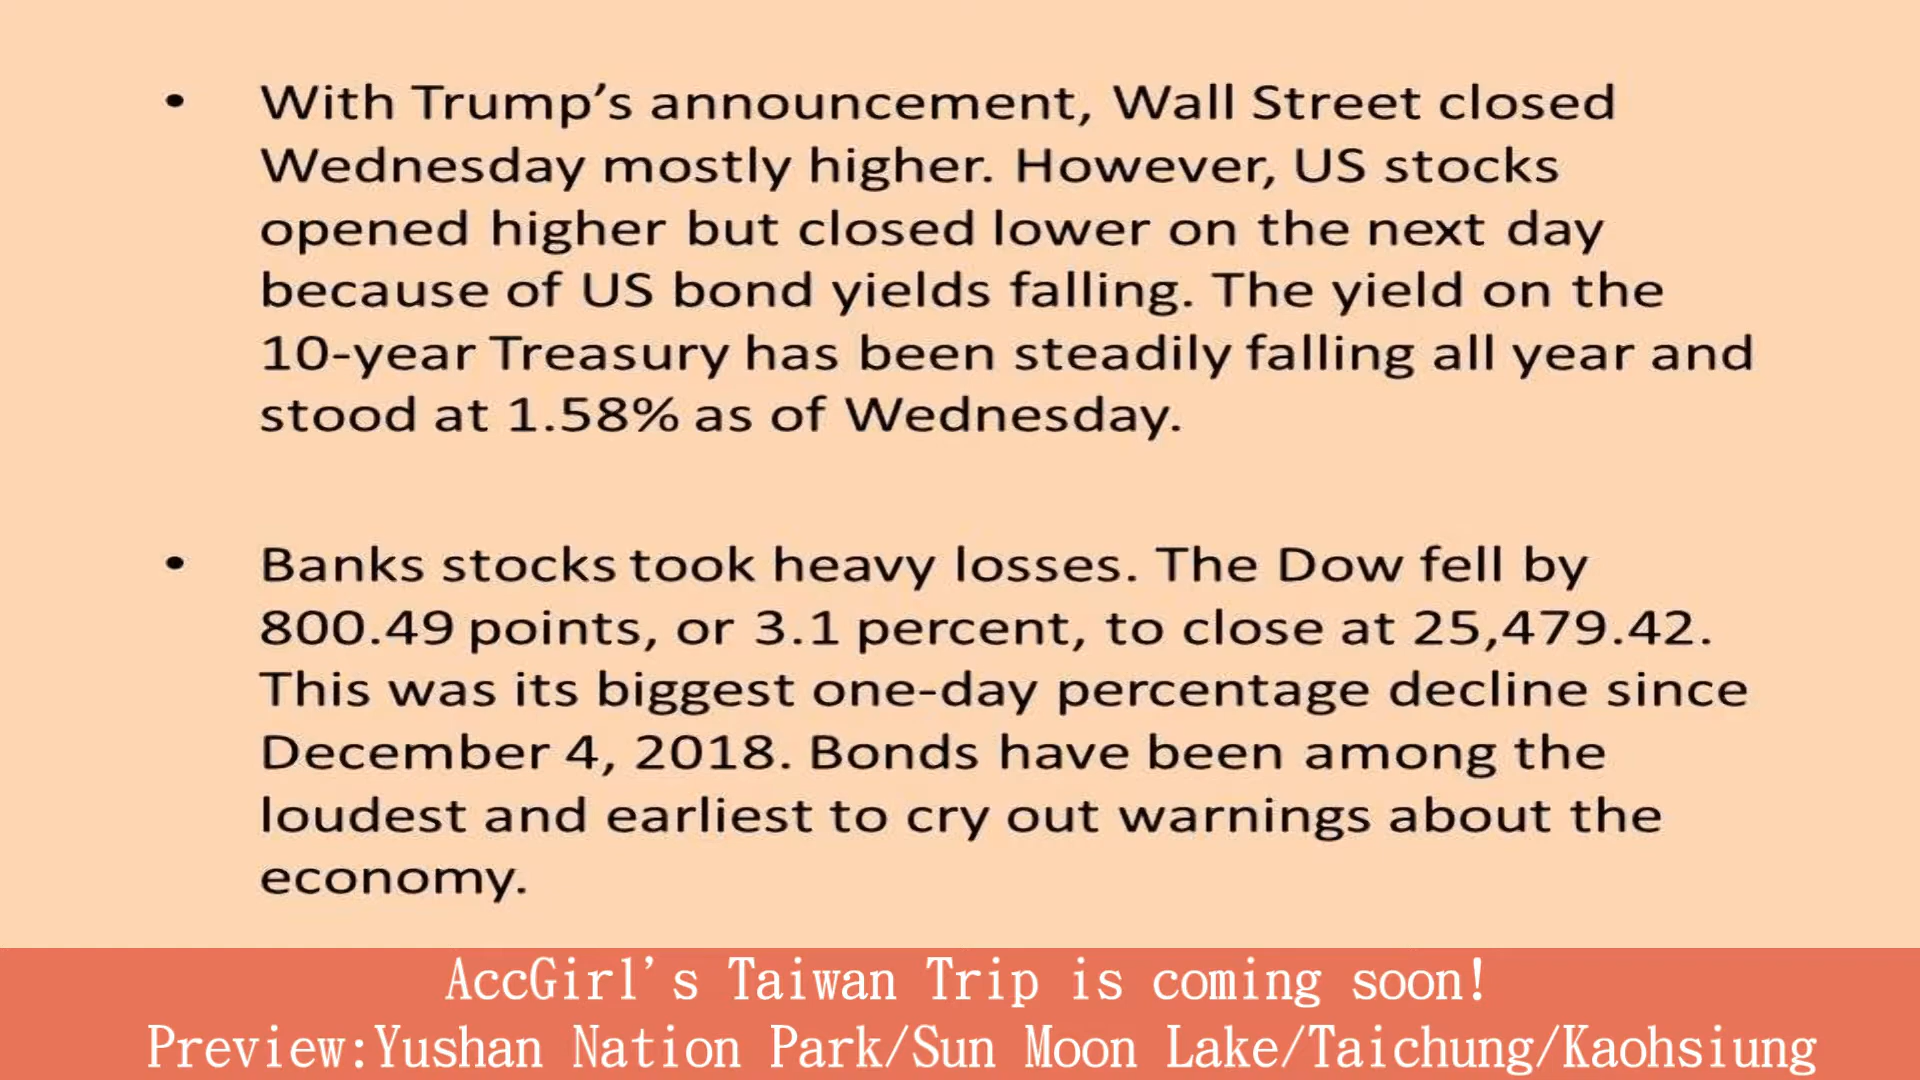 • With Trump’s announcement, Wall Street closed
Wednesday mostly higher. However, US stocks
opened higher but closed lower on the next day
because of US bond yields falling. The yield on the
10-year Treasury has been steadily falling all year and
stood at 1.58% as of Wednesday.
• Banks stocks took heavy losses. The Dow fell by
800.49 points, or 3.1 percent, to close at 25,479.42.
This was its biggest one-day percentage decline since
December 4, 2018. Bonds have been among the
loudest and earliest to cry out warnings about the
economy.
AccGirl's Taiwan Trip is coming soon!
Preview:Yushan Nation Park/Sun Moon Lake/Taichung/Kaohsiung